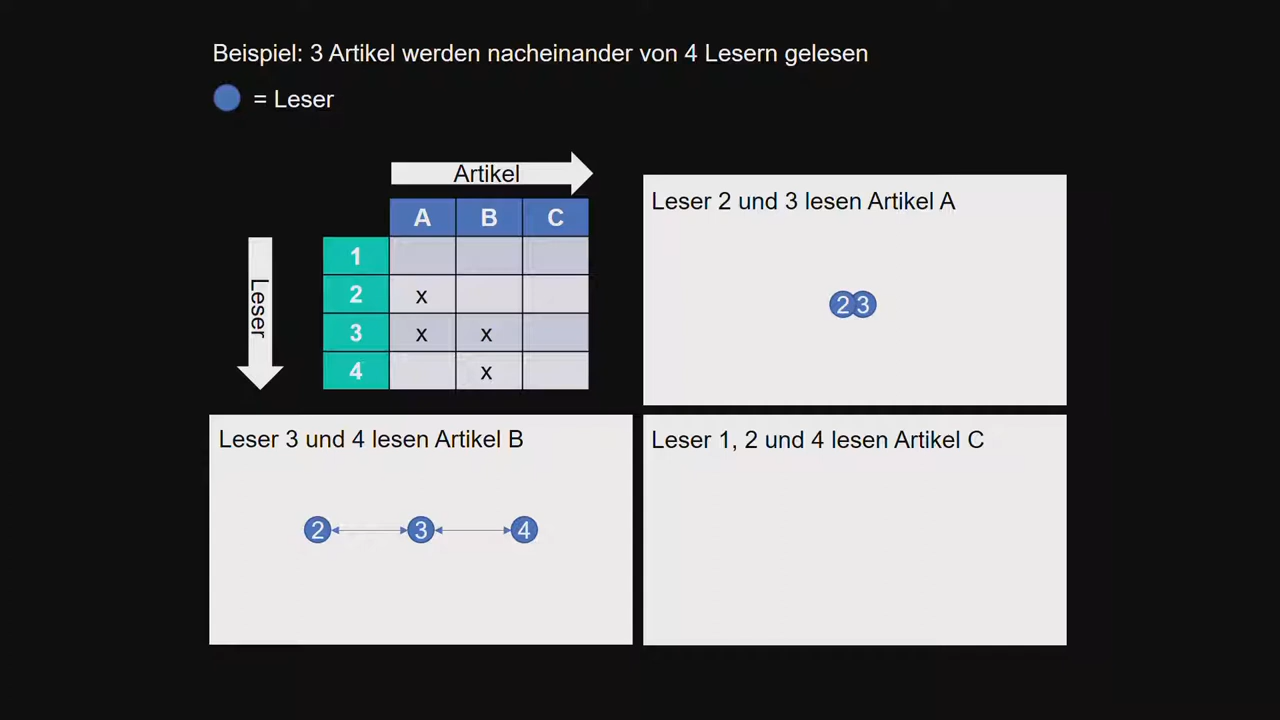 Beispiel: 3 Artikel werden nacheinander von 4 Lesern gelesen
= Leser
Artikel
A B C
Leser
1
2 x
3 x x
4 x
Leser 2 und 3 lesen Artikel A
2 3
Leser 3 und 4 lesen Artikel B
2 3 4
Leser 1, 2 und 4 lesen Artikel C